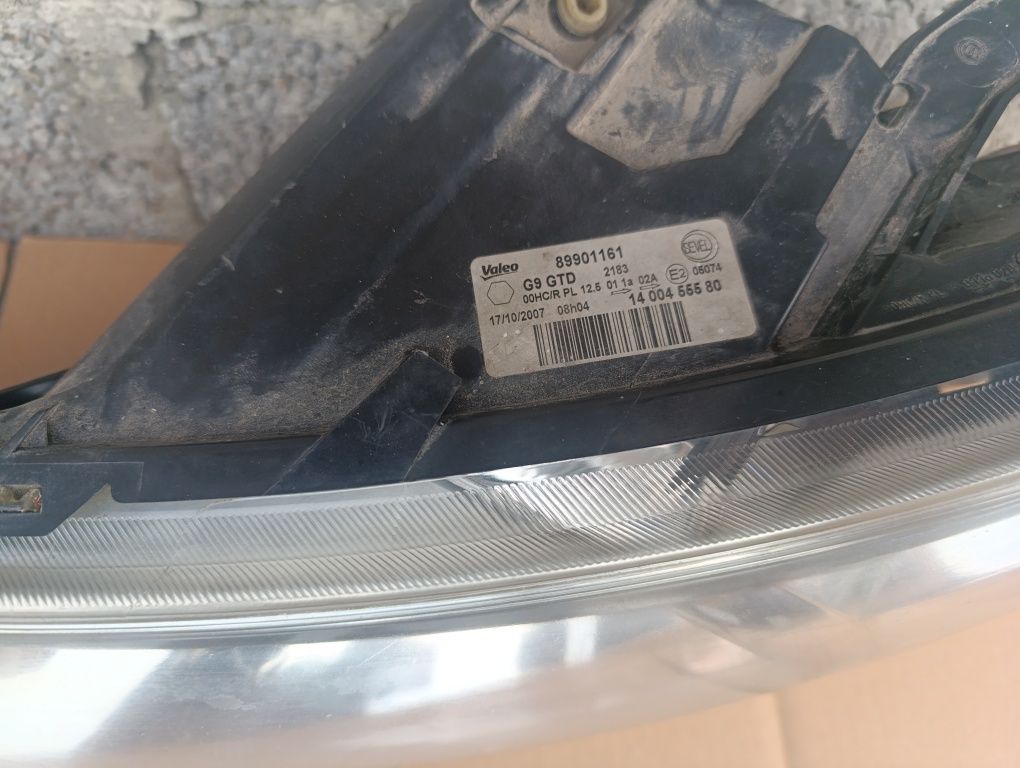 Valeo 89901161
G9 GTD 2183 SEVEL
00HC/R PL 12.5 01 1a 02A E2 05074
17/10/2007 08h04 14 004 555 80